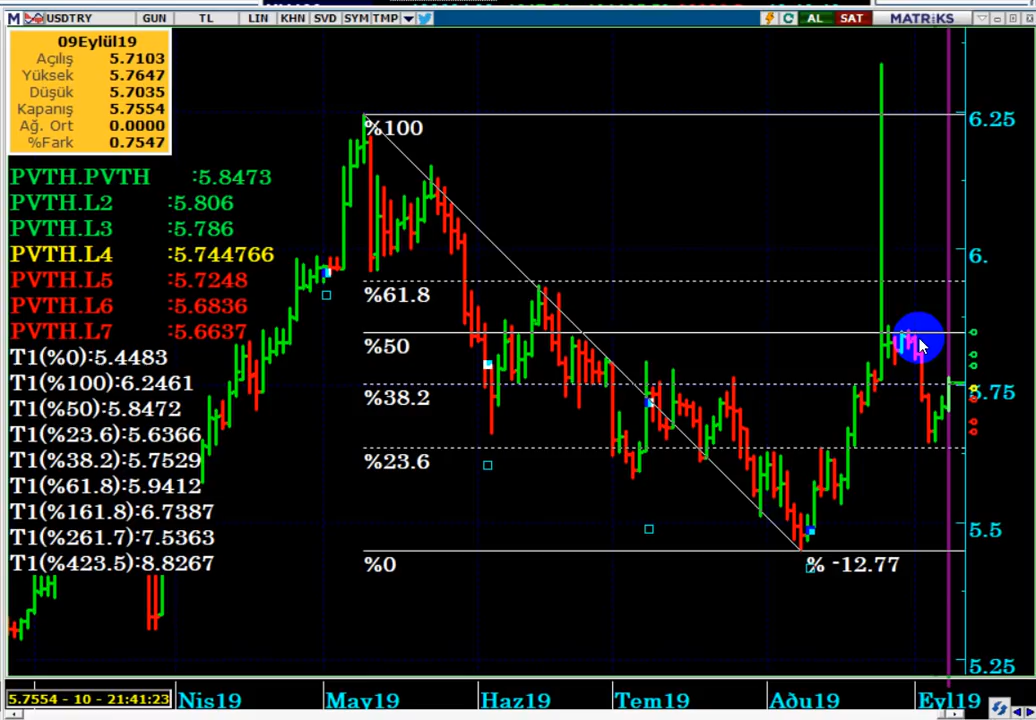 M USDTRY GUN TL LIN KHN SVD SYM TMP AL SAT MATRiKS
09Eylül19
Açılış 5.7103
Yüksek 5.7647
Düşük 5.7035
Kapanış 5.7554
Ağ. Ort 0.0000
%Fark 0.7547
PVTH.PVTH :5.8473
PVTH.L2 :5.806
PVTH.L3 :5.786
PVTH.L4 :5.744766
PVTH.L5 :5.7248
PVTH.L6 :5.6836
PVTH.L7 :5.6637
T1(%0):5.4483
T1(%100):6.2461
T1(%50):5.8472
T1(%23.6):5.6366
T1(%38.2):5.7529
T1(%61.8):5.9412
T1(%161.8):6.7387
T1(%261.7):7.5363
T1(%423.5):8.8267
%100
%61.8
%50
%38.2
%23.6
%0
% -12.77
6.25
6.
5.75
5.5
5.25
5.7554 - 10 - 21:41:23
Nis19 May19 Haz19 Tem19 Aðu19 Eyl19